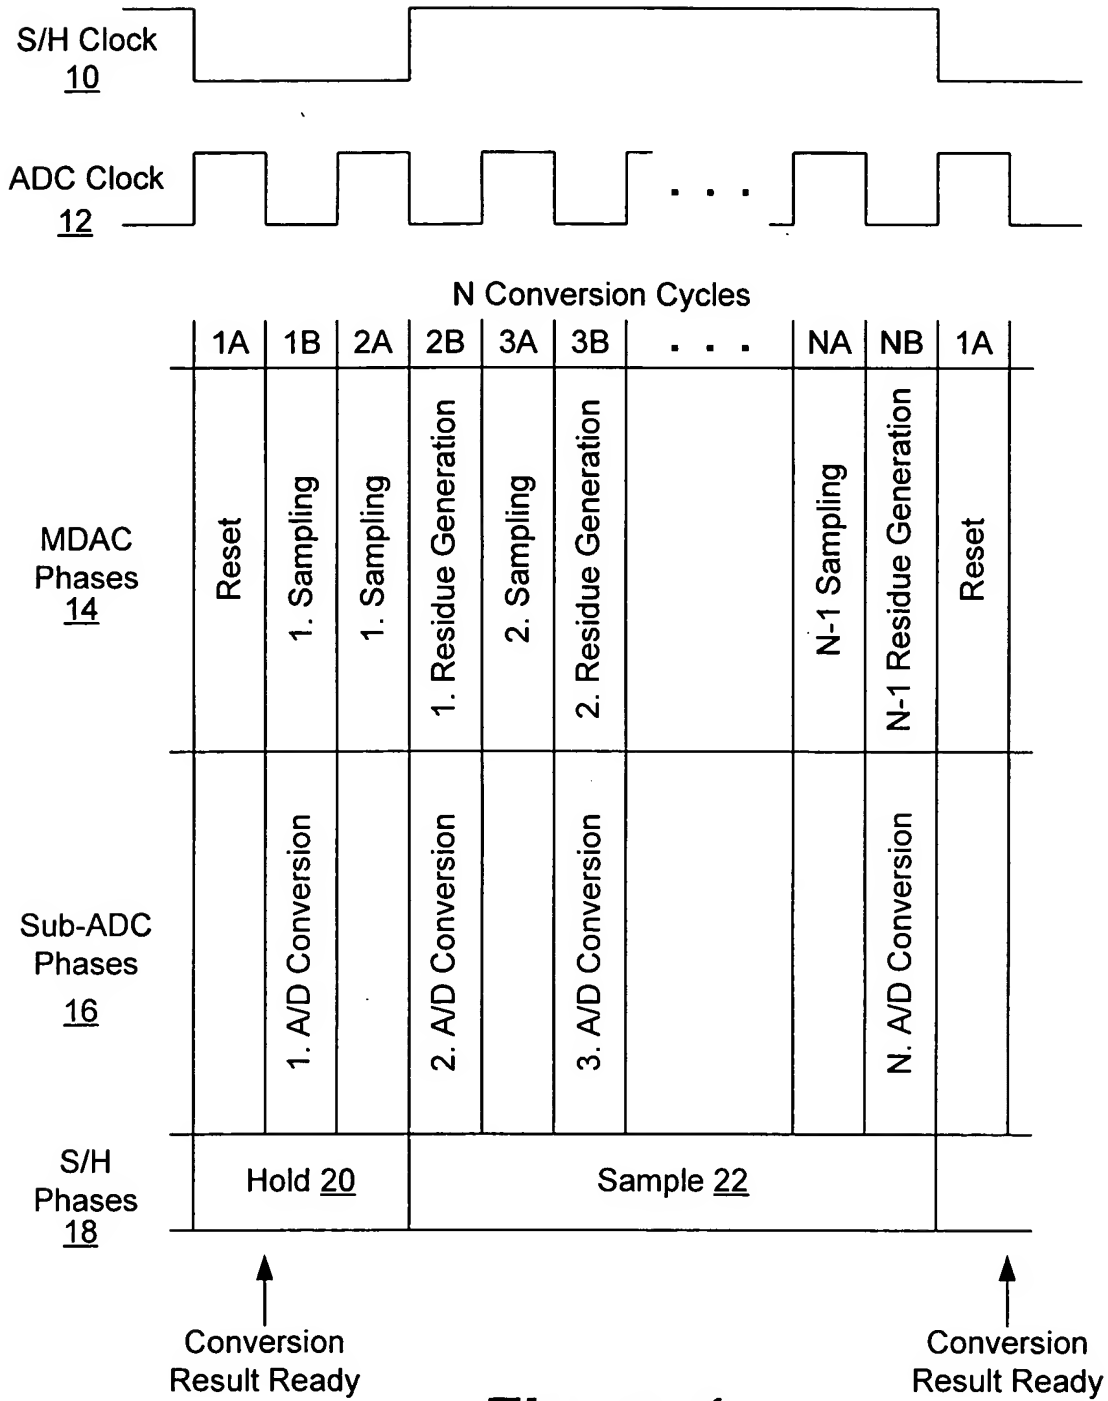 S/H Clock
10
ADC Clock
12
N Conversion Cycles
1A 1B 2A 2B 3A 3B . . . NA NB 1A
MDAC
Phases
14
Reset
1. Sampling
1. Sampling
1. Residue Generation
2. Sampling
2. Residue Generation
N-1 Sampling
N-1 Residue Generation
Reset
Sub-ADC
Phases
16
1. A/D Conversion
2. A/D Conversion
3. A/D Conversion
N. A/D Conversion
S/H
Phases
18
Hold 20
Sample 22
Conversion
Result Ready
Conversion
Result Ready